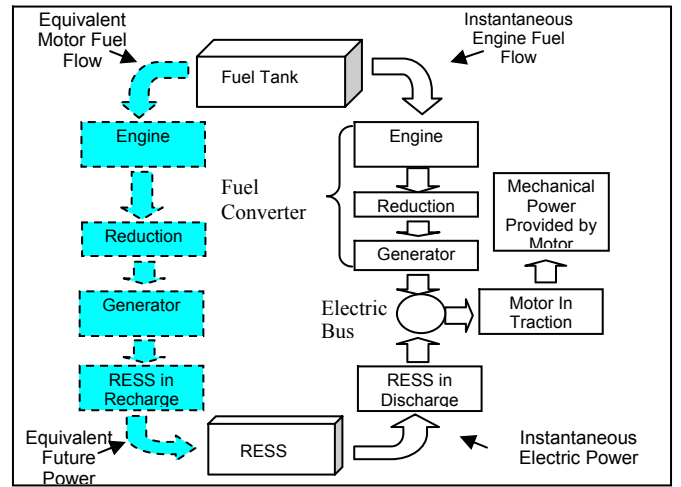 Equivalent
Motor Fuel
Flow
Fuel Tank
Instantaneous
Engine Fuel
Flow
Engine
Reduction
Generator
RESS in
Recharge
Equivalent
Future
Power
Fuel
Converter
Engine
Reduction
Generator
Electric
Bus
Mechanical
Power
Provided by
Motor
Motor In
Traction
RESS in
Discharge
RESS
Instantaneous
Electric Power